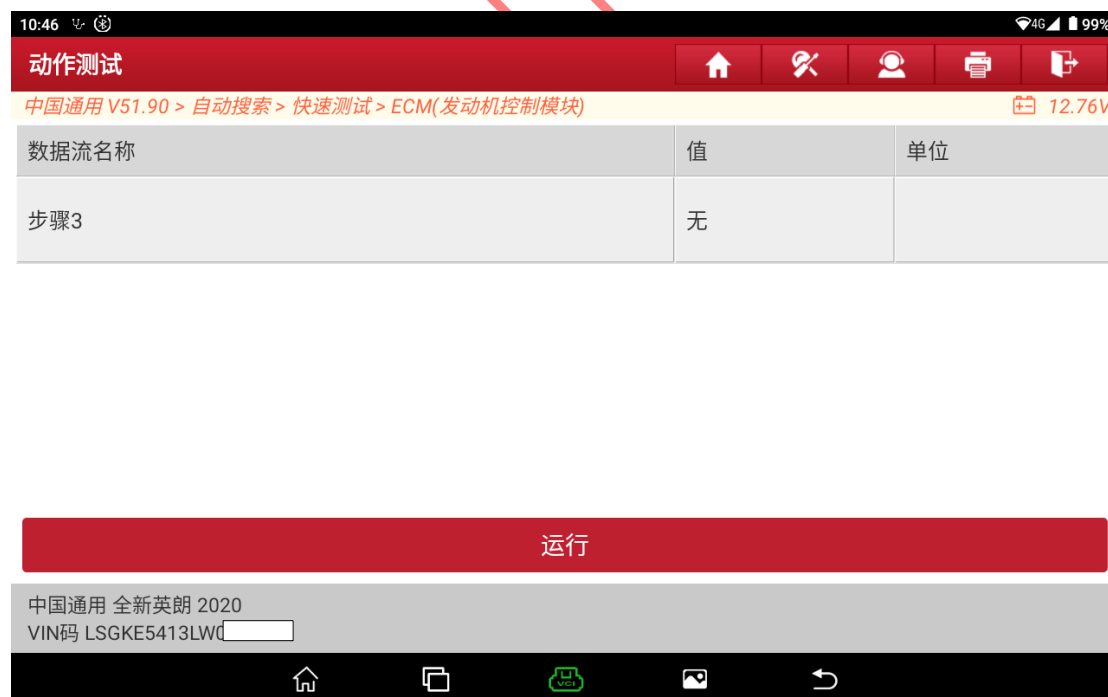 10:46 4G 99%
动作测试
中国通用 V51.90 > 自动搜索 > 快速测试 > ECM(发动机控制模块) 12.76V
数据流名称 值 单位
步骤3 无
运行
中国通用 全新英朗 2020
VIN码 LSGKE5413LW0
VCI